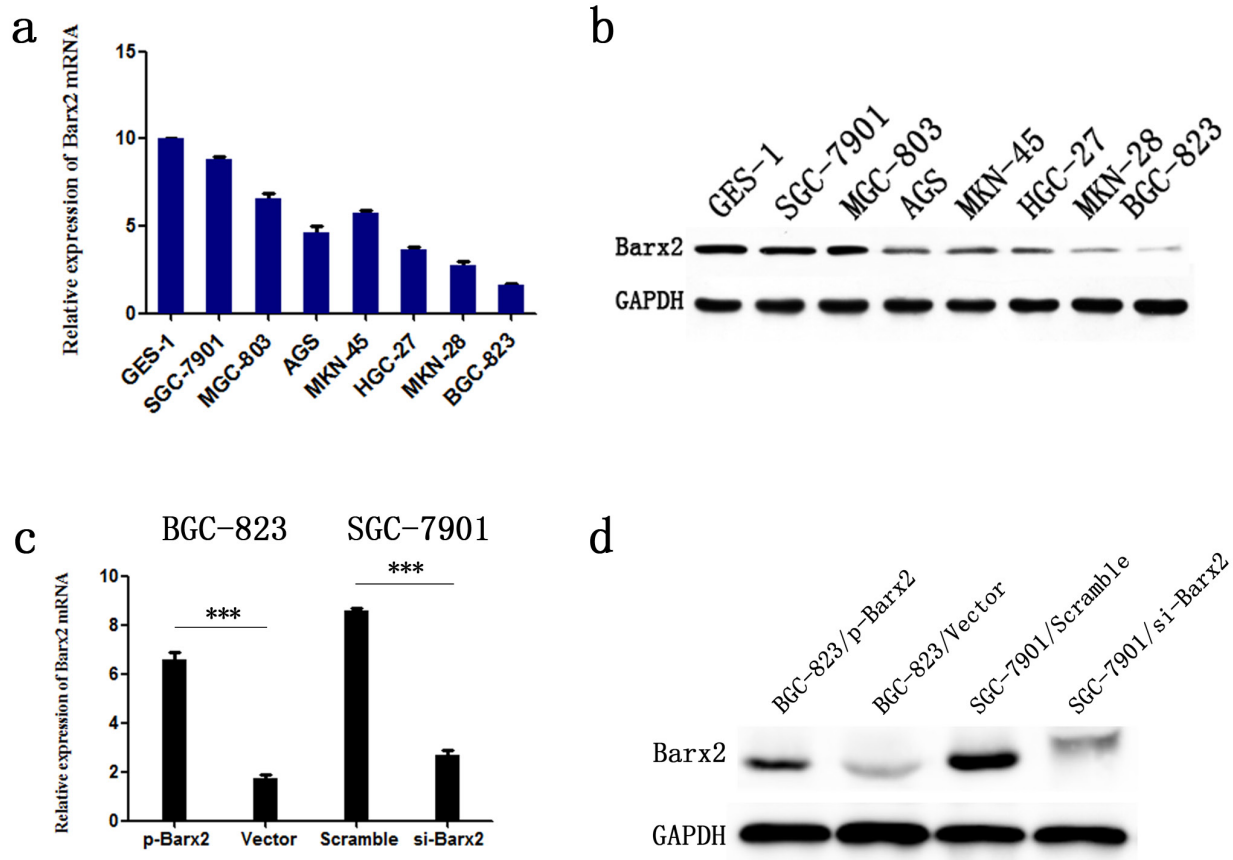 a
Relative expression of Barx2 mRNA
15
10
5
0
GES-1
SGC-7901
MGC-803
AGS
MKN-45
HGC-27
MKN-28
BGC-823
b
GES-1
SGC-7901
MGC-803
AGS
MKN-45
HGC-27
MKN-28
BGC-823
Barx2
GAPDH
c
BGC-823
SGC-7901
Relative expression of Barx2 mRNA
10
8
6
4
2
0
***
***
p-Barx2
Vector
Scramble
si-Barx2
d
BGC-823/p-Barx2
BGC-823/Vector
SGC-7901/Scramble
SGC-7901/si-Barx2
Barx2
GAPDH